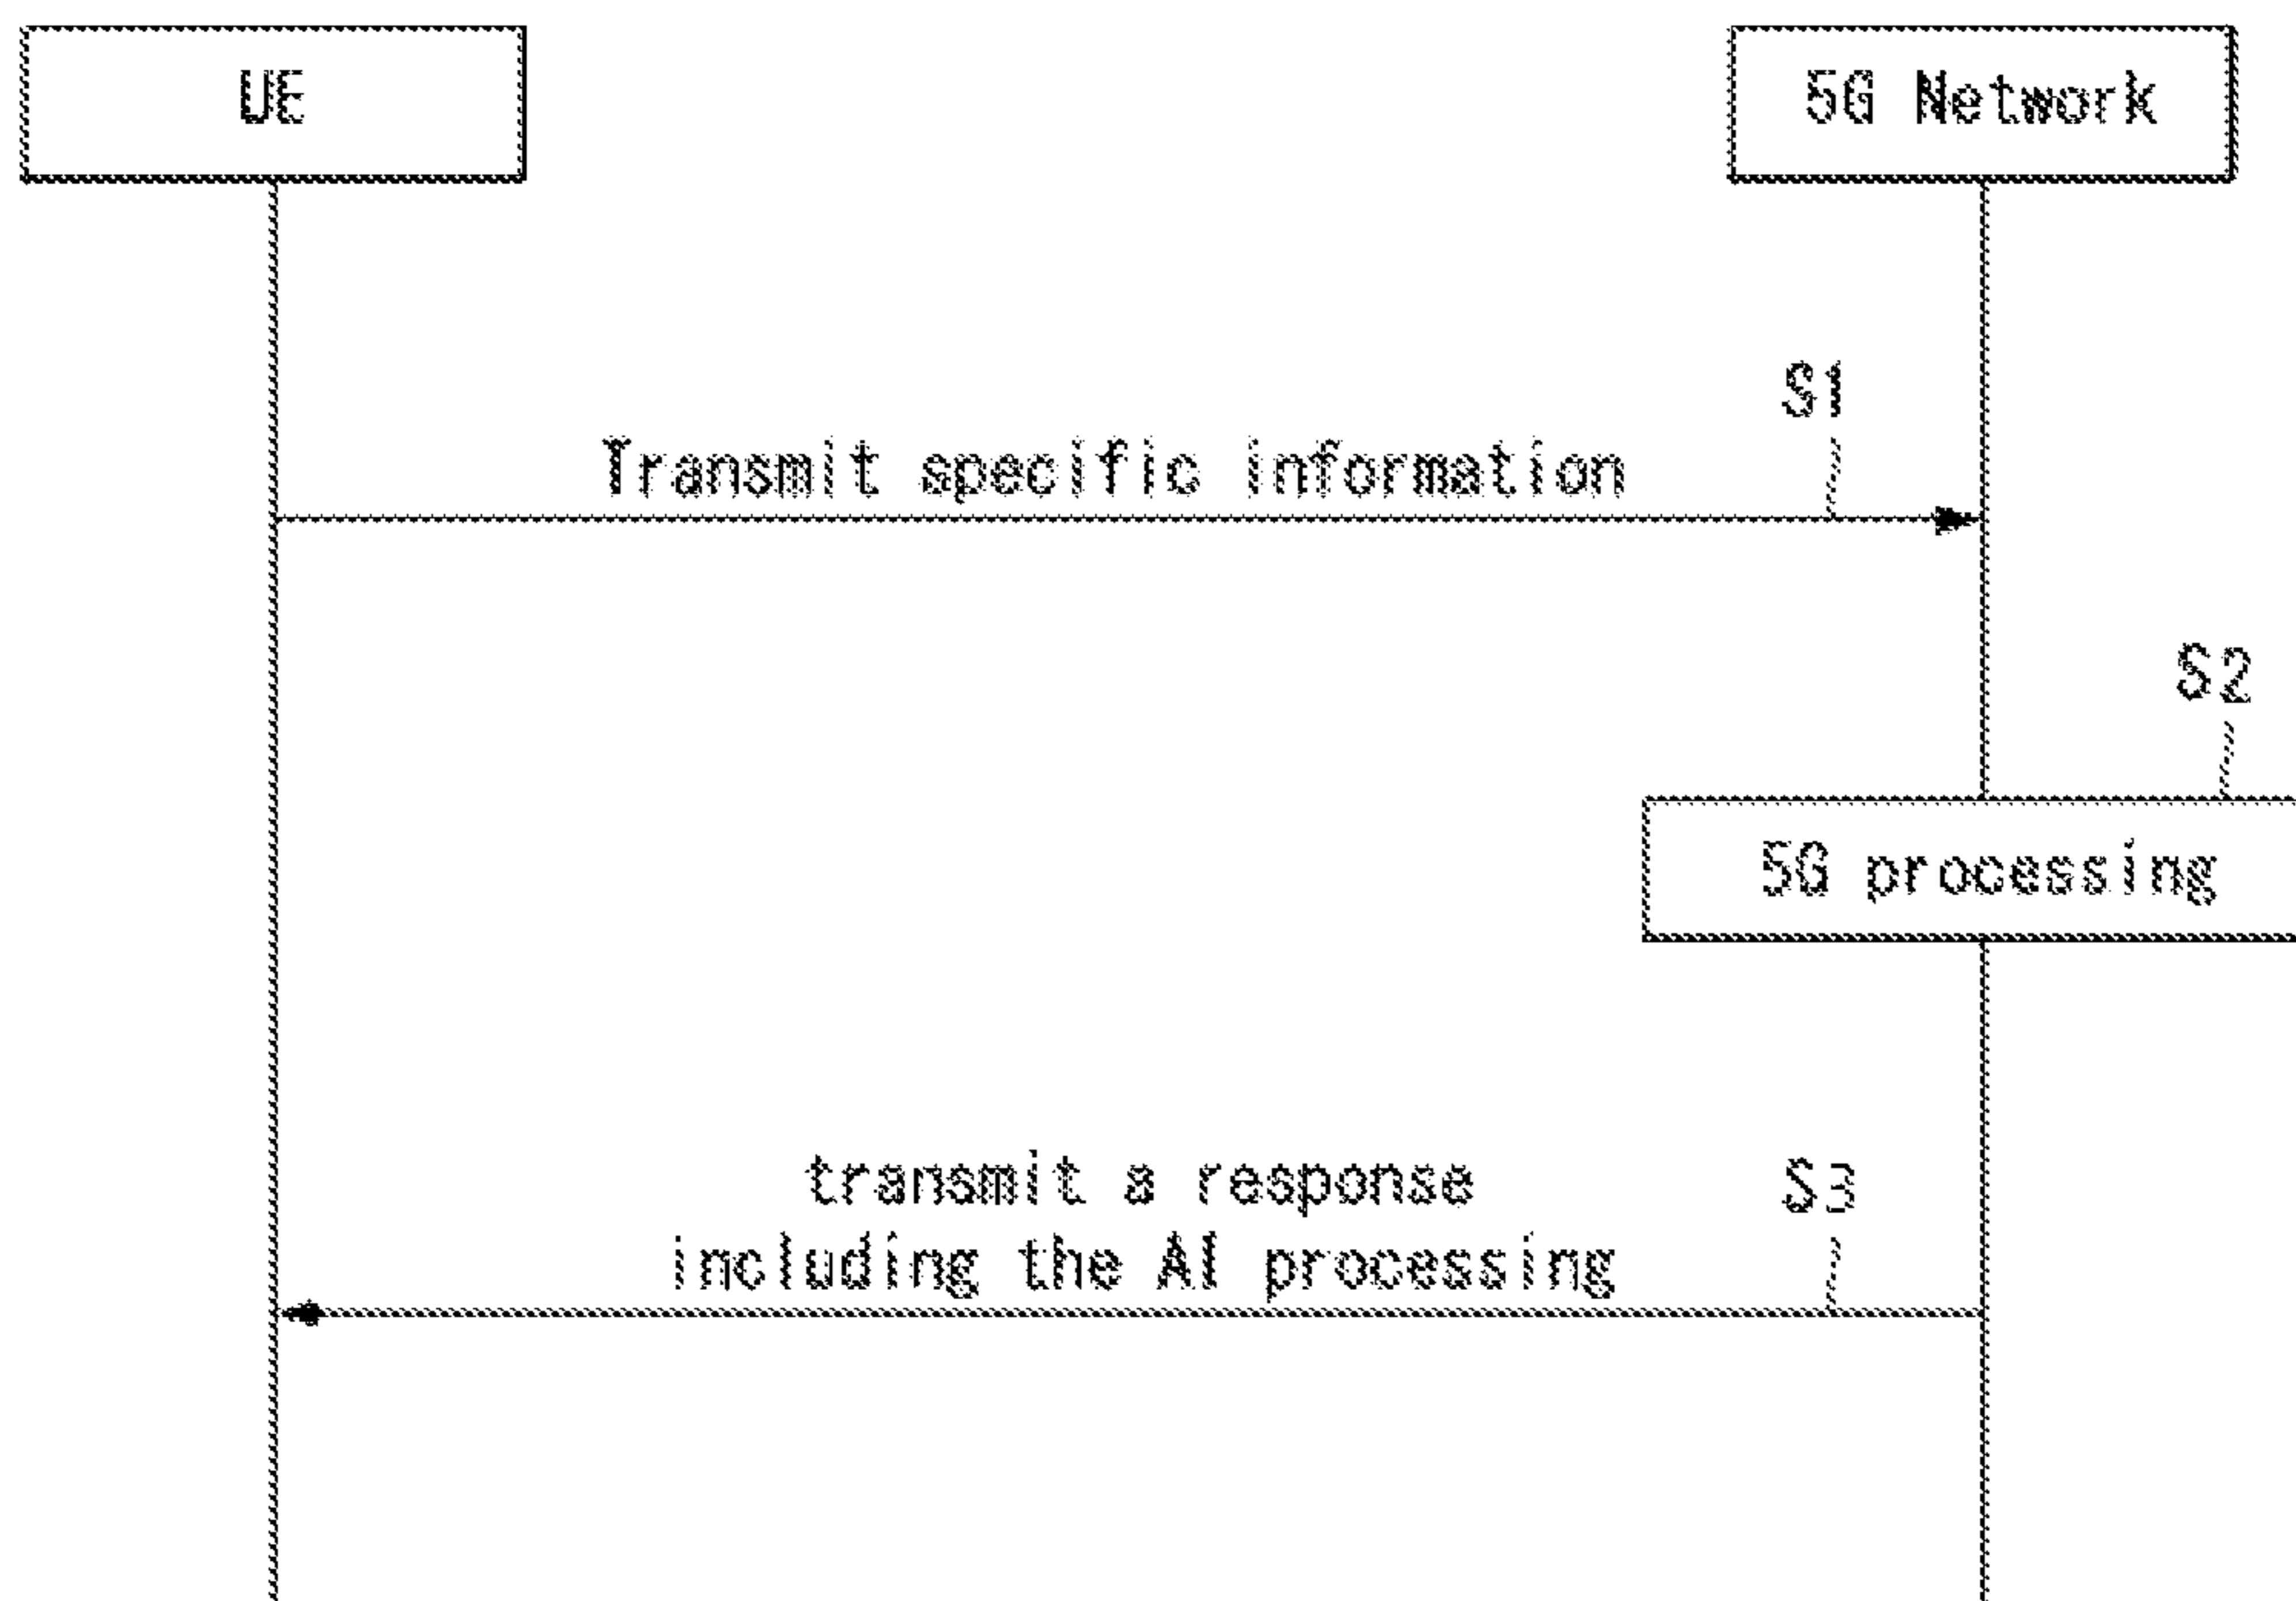 UE
5G Network
S1
Transmit specific information
S2
5G processing
transmit a response
S3
including the AI processing